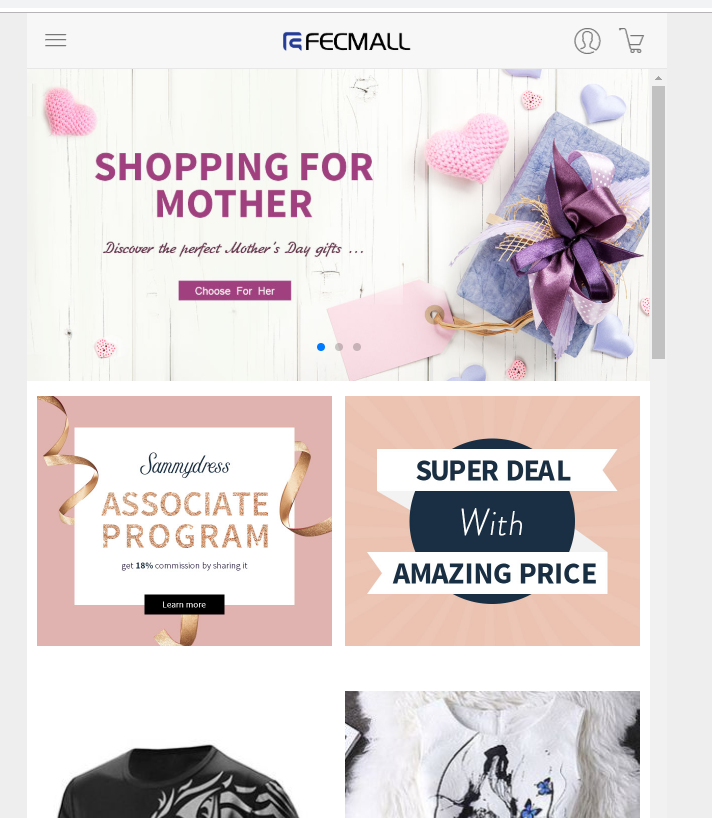 FECMALL
SHOPPING FOR
MOTHER
Discover the perfect Mother's Day gifts ...
Choose For Her
Sammydress
ASSOCIATE
PROGRAM
get 18% commission by sharing it
Learn more
SUPER DEAL
With
AMAZING PRICE